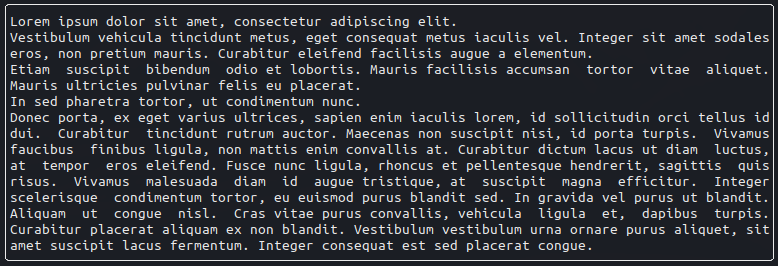 Lorem ipsum dolor sit amet, consectetur adipiscing elit.
Vestibulum vehicula tincidunt metus, eget consequat metus iaculis vel. Integer sit amet sodales
eros, non pretium mauris. Curabitur eleifend facilisis augue a elementum.
Etiam  suscipit  bibendum  odio et lobortis. Mauris facilisis accumsan  tortor  vitae  aliquet.
Mauris ultricies pulvinar felis eu placerat.
In sed pharetra tortor, ut condimentum nunc.
Donec porta, ex eget varius ultrices, sapien enim iaculis lorem, id sollicitudin orci tellus id
dui.  Curabitur  tincidunt rutrum auctor. Maecenas non suscipit nisi, id porta turpis.  Vivamus
faucibus  finibus ligula, non mattis enim convallis at. Curabitur dictum lacus ut diam  luctus,
at  tempor  eros eleifend. Fusce nunc ligula, rhoncus et pellentesque hendrerit, sagittis  quis
risus.  Vivamus  malesuada  diam  id  augue tristique, at  suscipit  magna  efficitur.  Integer
scelerisque  condimentum tortor, eu euismod purus blandit sed. In gravida vel purus ut blandit.
Aliquam  ut  congue  nisl.  Cras vitae purus convallis, vehicula  ligula  et,  dapibus  turpis.
Curabitur placerat aliquam ex non blandit. Vestibulum vestibulum urna ornare purus aliquet, sit
amet suscipit lacus fermentum. Integer consequat est sed placerat congue.